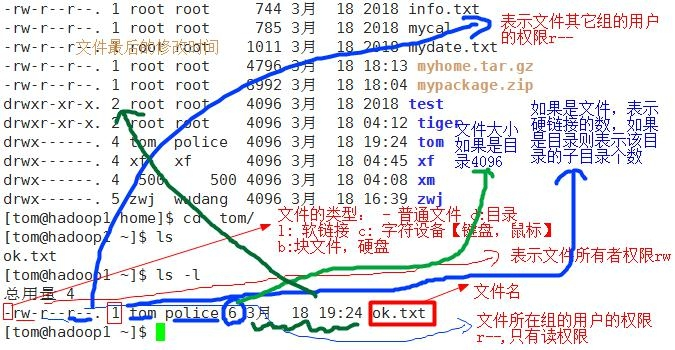 -rw-r--r--. 1 root root 744 3月 18 2018 info.txt
-rw-r--r--. 1 root root 785 3月 18 2018 mycal
-rw-r--r--. 1 root root 1011 3月 18 2018 mydate.txt
-rw-r--r--. 1 root root 4796 3月 18 18:13 myhome.tar.gz
-rw-r--r--. 1 root root 8992 3月 18 18:04 mypackage.zip
drwxr-xr-x. 2 root root 4096 3月 18 2018 test
drwx------. 2 root root 4096 3月 18 04:12 tiger
drwx------. 4 tom police 4096 3月 18 19:24 tom
drwx------. 4 xf xf 4096 3月 18 04:45 xf
drwx------. 4 500 500 4096 3月 18 04:08 xm
drwx------. 5 zwj wudang 4096 3月 18 16:39 zwj
[tom@hadoop1 home]$ cd tom/
[tom@hadoop1 ~]$ ls
ok.txt
[tom@hadoop1 ~]$ ls -l
总用量 4
-rw-r--r--. 1 tom police 6 3月 18 19:24 ok.txt
[tom@hadoop1 ~]$
表示文件其它组的用户
的权限r---
文件最后的修改时间
文件大小
如果是目
录4096
如果是文件，表示
硬链接的数，如果
是目录则表示该目
录的子目录个数
文件的类型： - 普通文件 d:目录
l: 软链接 c: 字符设备【键盘，鼠标】
b:块文件，硬盘
表示文件所有者权限rw
文件名
文件所在组的用户的权限
r--,只有读权限